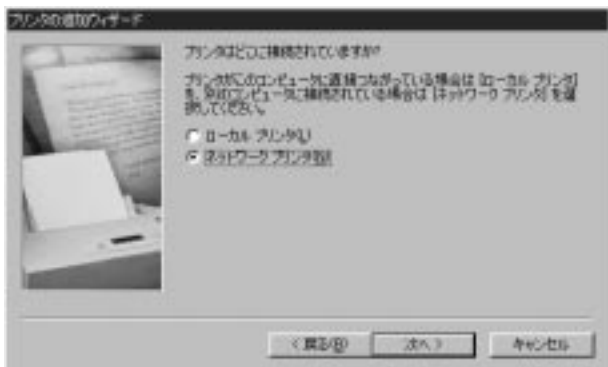 プリンタの追加ウィザード
プリンタはどこに接続されていますか?
プリンタがこのコンピュータに直接つながっている場合は [ローカル プリンタ]
を、別のコンピュータに接続されている場合は [ネットワーク プリンタ] を選
択してください。
ローカル プリンタ(L)
ネットワーク プリンタ(N)
< 戻る(B)
次へ >
キャンセル